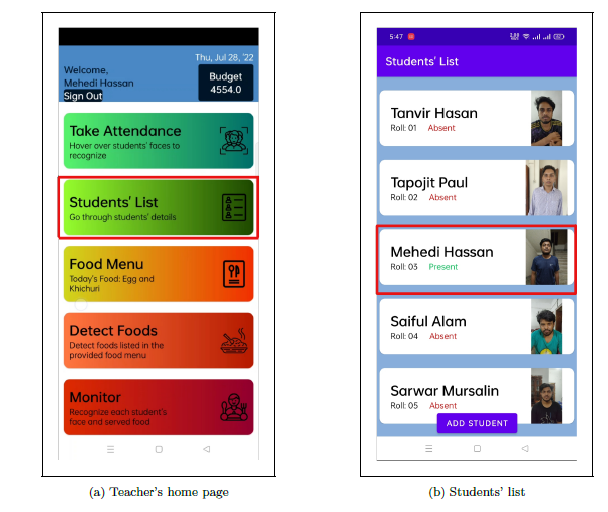 Thu, Jul 28, '22
Welcome,
Mehedi Hassan
Sign Out
Budget
4554.0
Take Attendance
Hover over students' faces to
recognize
Students' List
Go through students' details
Food Menu
Today's Food: Egg and
Khichuri
Detect Foods
Detect foods listed in the
provided food menu
Monitor
Recognize each student's
face and served food
(a) Teacher's home page
5:47
Students' List
Tanvir Hasan
Roll: 01 Absent
Tapojit Paul
Roll: 02 Absent
Mehedi Hassan
Roll: 03 Present
Saiful Alam
Roll: 04 Absent
Sarwar Mursalin
Roll: 05 Absent
ADD STUDENT
(b) Students' list